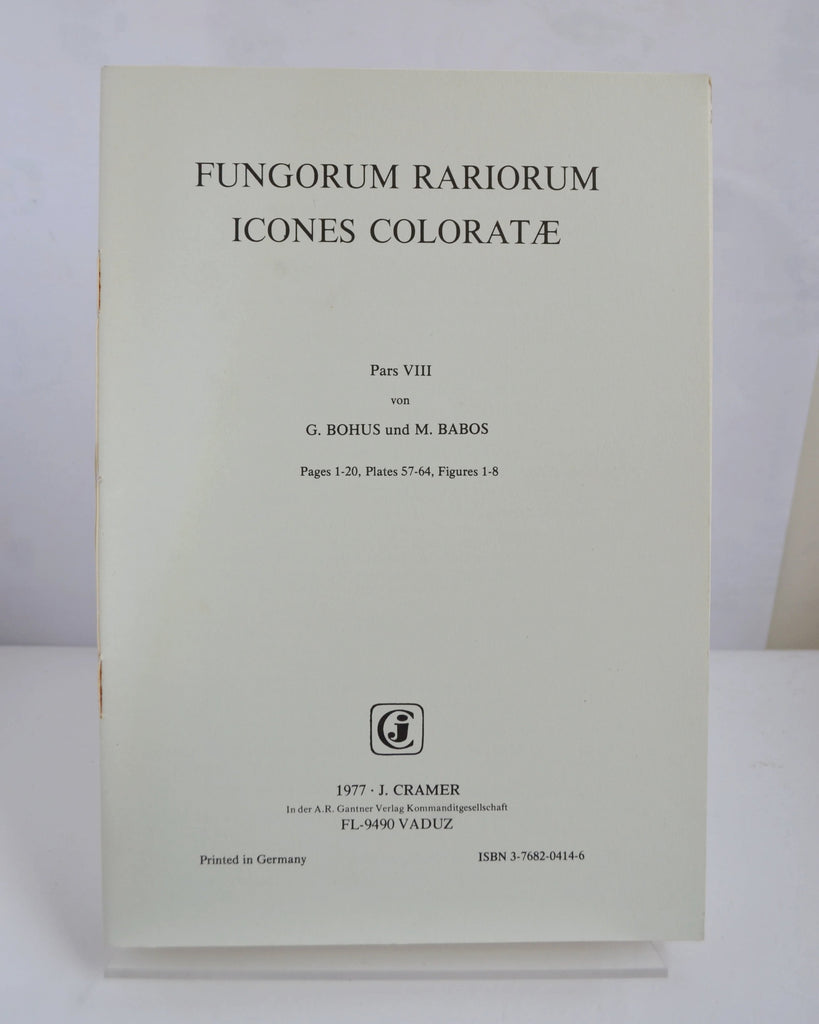 FUNGORUM RARIORUM
ICONES COLORATÆ
Pars VIII
von
G. BOHUS und M. BABOS
Pages 1-20, Plates 57-64, Figures 1-8
Cj
1977 · J. CRAMER
In der A.R. Gantner Verlag Kommanditgesellschaft
FL-9490 VADUZ
Printed in Germany
ISBN 3-7682-0414-6